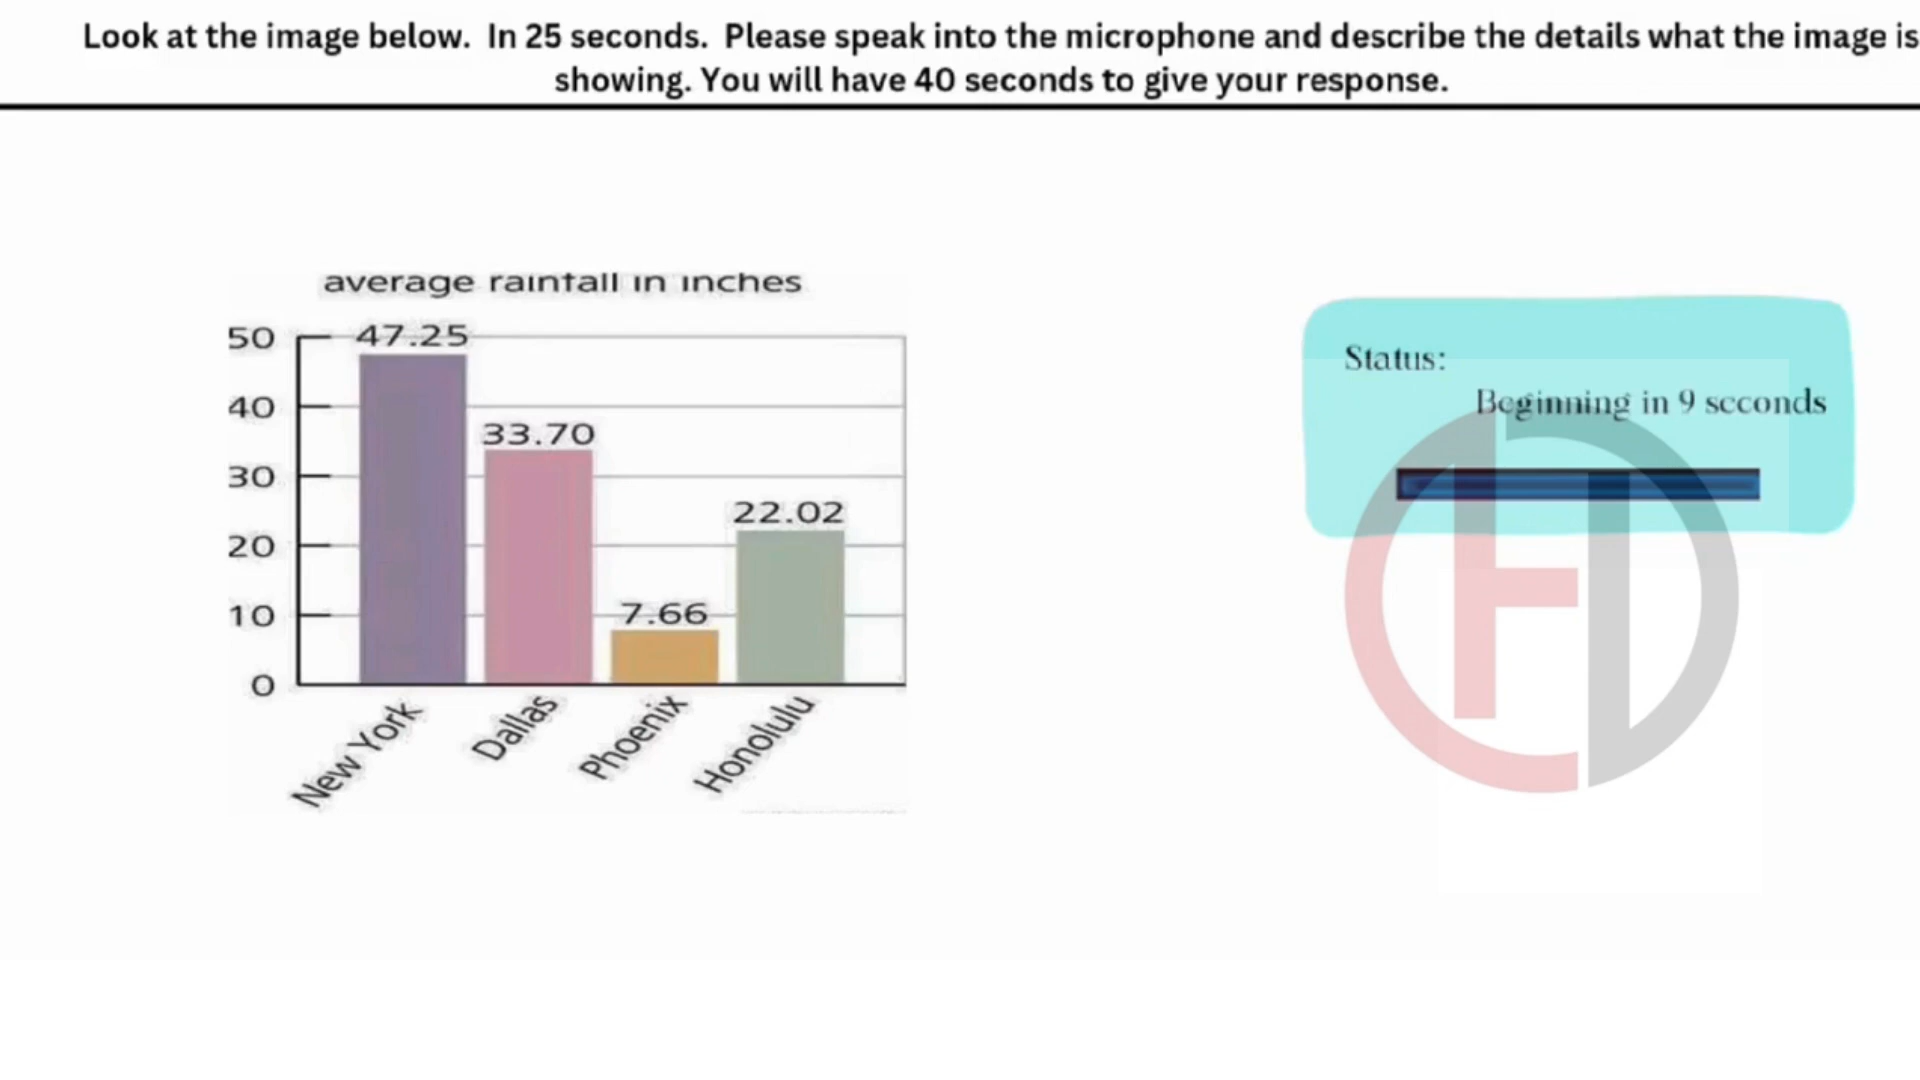 Look at the image below. In 25 seconds. Please speak into the microphone and describe the details what the image is
showing. You will have 40 seconds to give your response.
average rainfall in inches
50
40
30
20
10
0
47.25
33.70
7.66
22.02
New York
Dallas
Phoenix
Honolulu
Status:
Beginning in 9 seconds